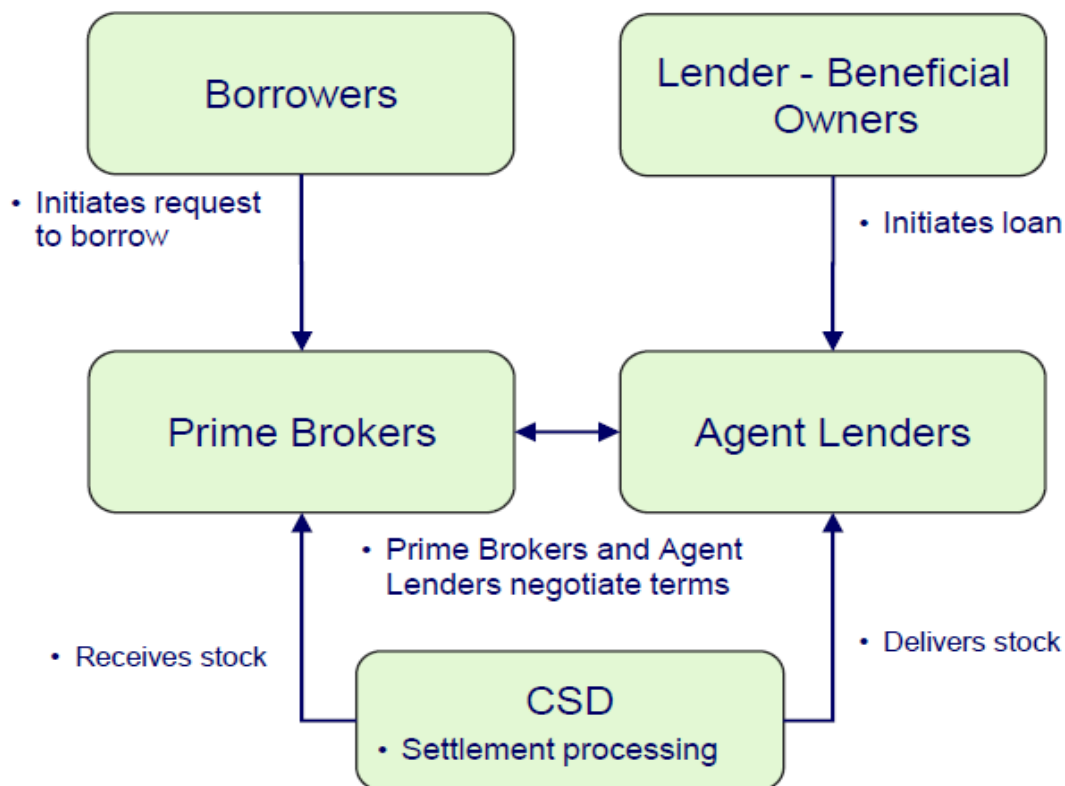 Borrowers
Lender - Beneficial
Owners
• Initiates request
to borrow
• Initiates loan
Prime Brokers
Agent Lenders
• Prime Brokers and Agent
Lenders negotiate terms
• Receives stock
• Delivers stock
CSD
• Settlement processing